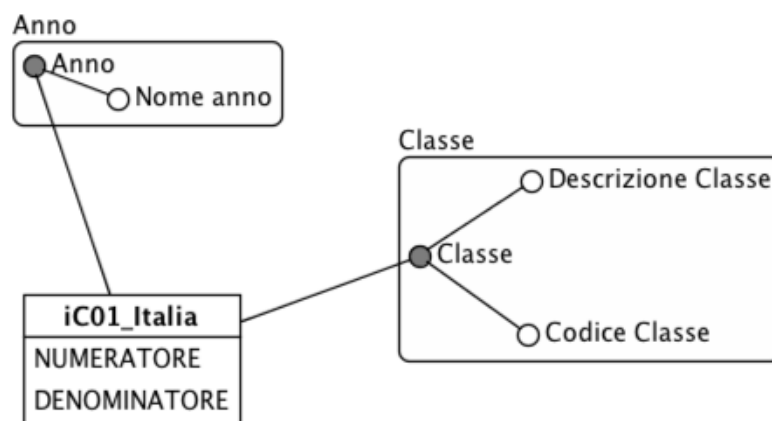 Anno
Anno
Nome anno
Classe
Descrizione Classe
Classe
Codice Classe
iC01_Italia
NUMERATORE
DENOMINATORE